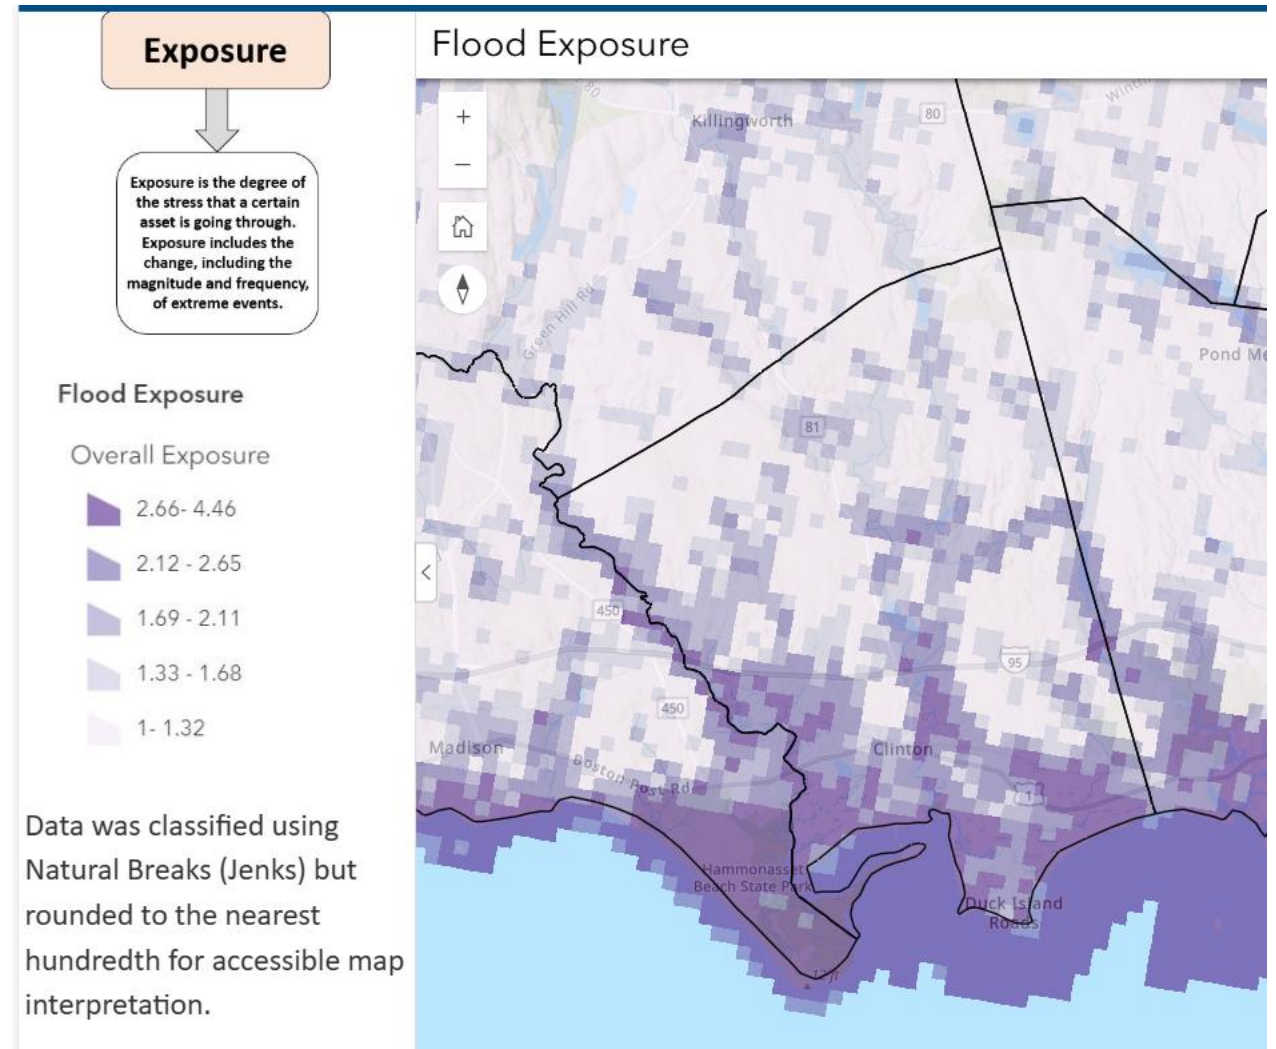 Exposure
Exposure is the degree of
the stress that a certain
asset is going through.
Exposure includes the
change, including the
magnitude and frequency,
of extreme events.
Flood Exposure
Overall Exposure
2.66- 4.46
2.12 - 2.65
1.69 - 2.11
1.33 - 1.68
1- 1.32
Data was classified using
Natural Breaks (Jenks) but
rounded to the nearest
hundredth for accessible map
interpretation.
Flood Exposure
+
−
80
Killingworth
80
Green Hill Rd
Pond
81
<
450
95
450
Madison
Clinton
Boston Post Rd
1
Hammonasset
Beach State Park
Duck Island
Roads